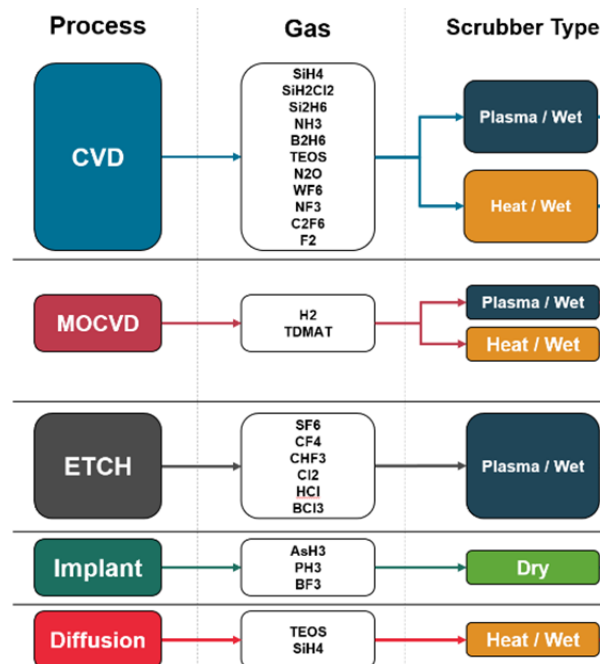 Process
Gas
Scrubber Type
CVD
SiH4
SiH2Cl2
Si2H6
NH3
B2H6
TEOS
N2O
WF6
NF3
C2F6
F2
Plasma / Wet
Heat / Wet
MOCVD
H2
TDMAT
Plasma / Wet
Heat / Wet
ETCH
SF6
CF4
CHF3
Cl2
HCl
BCl3
Plasma / Wet
Implant
AsH3
PH3
BF3
Dry
Diffusion
TEOS
SiH4
Heat / Wet